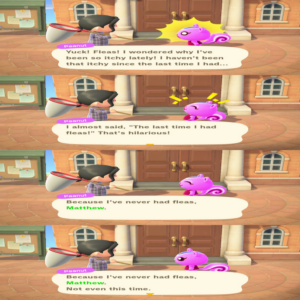 Peanut
Yuck! Fleas! I wondered why I've
been so itchy lately! I haven't been
that itchy since the last time I had...
Peanut
I almost said, "The last time I had
fleas!" That's hilarious!
Peanut
Because I've never had fleas,
Matthew.
Peanut
Because I've never had fleas,
Matthew.
Not even this time.